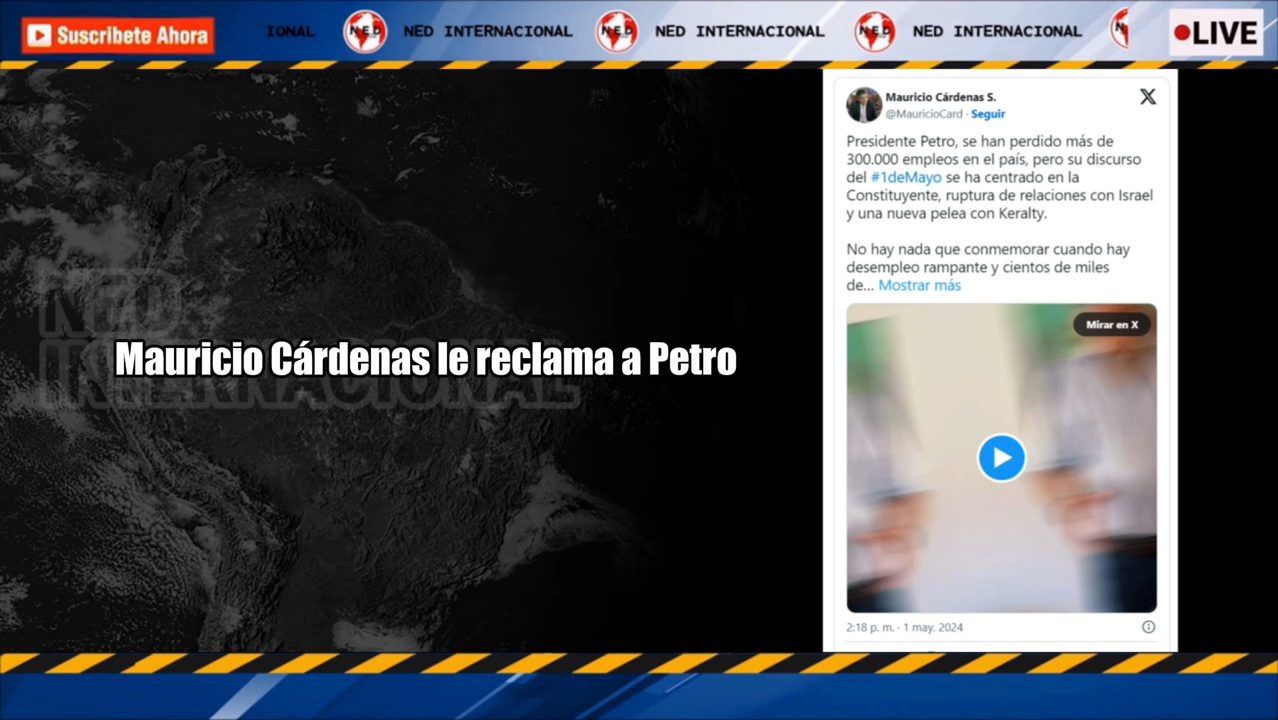 Suscribete Ahora
IONAL
NED
NED INTERNACIONAL
NED
NED INTERNACIONAL
NED
NED INTERNACIONAL
LIVE
Mauricio Cárdenas S.
@MauricioCard · Seguir
Presidente Petro, se han perdido más de
300.000 empleos en el país, pero su discurso
del #1deMayo se ha centrado en la
Constituyente, ruptura de relaciones con Israel
y una nueva pelea con Keralty.
No hay nada que conmemorar cuando hay
desempleo rampante y cientos de miles
de... Mostrar más
Mirar en X
2:18 p. m. · 1 may. 2024
NED
INTERNACIONAL
Mauricio Cárdenas le reclama a Petro